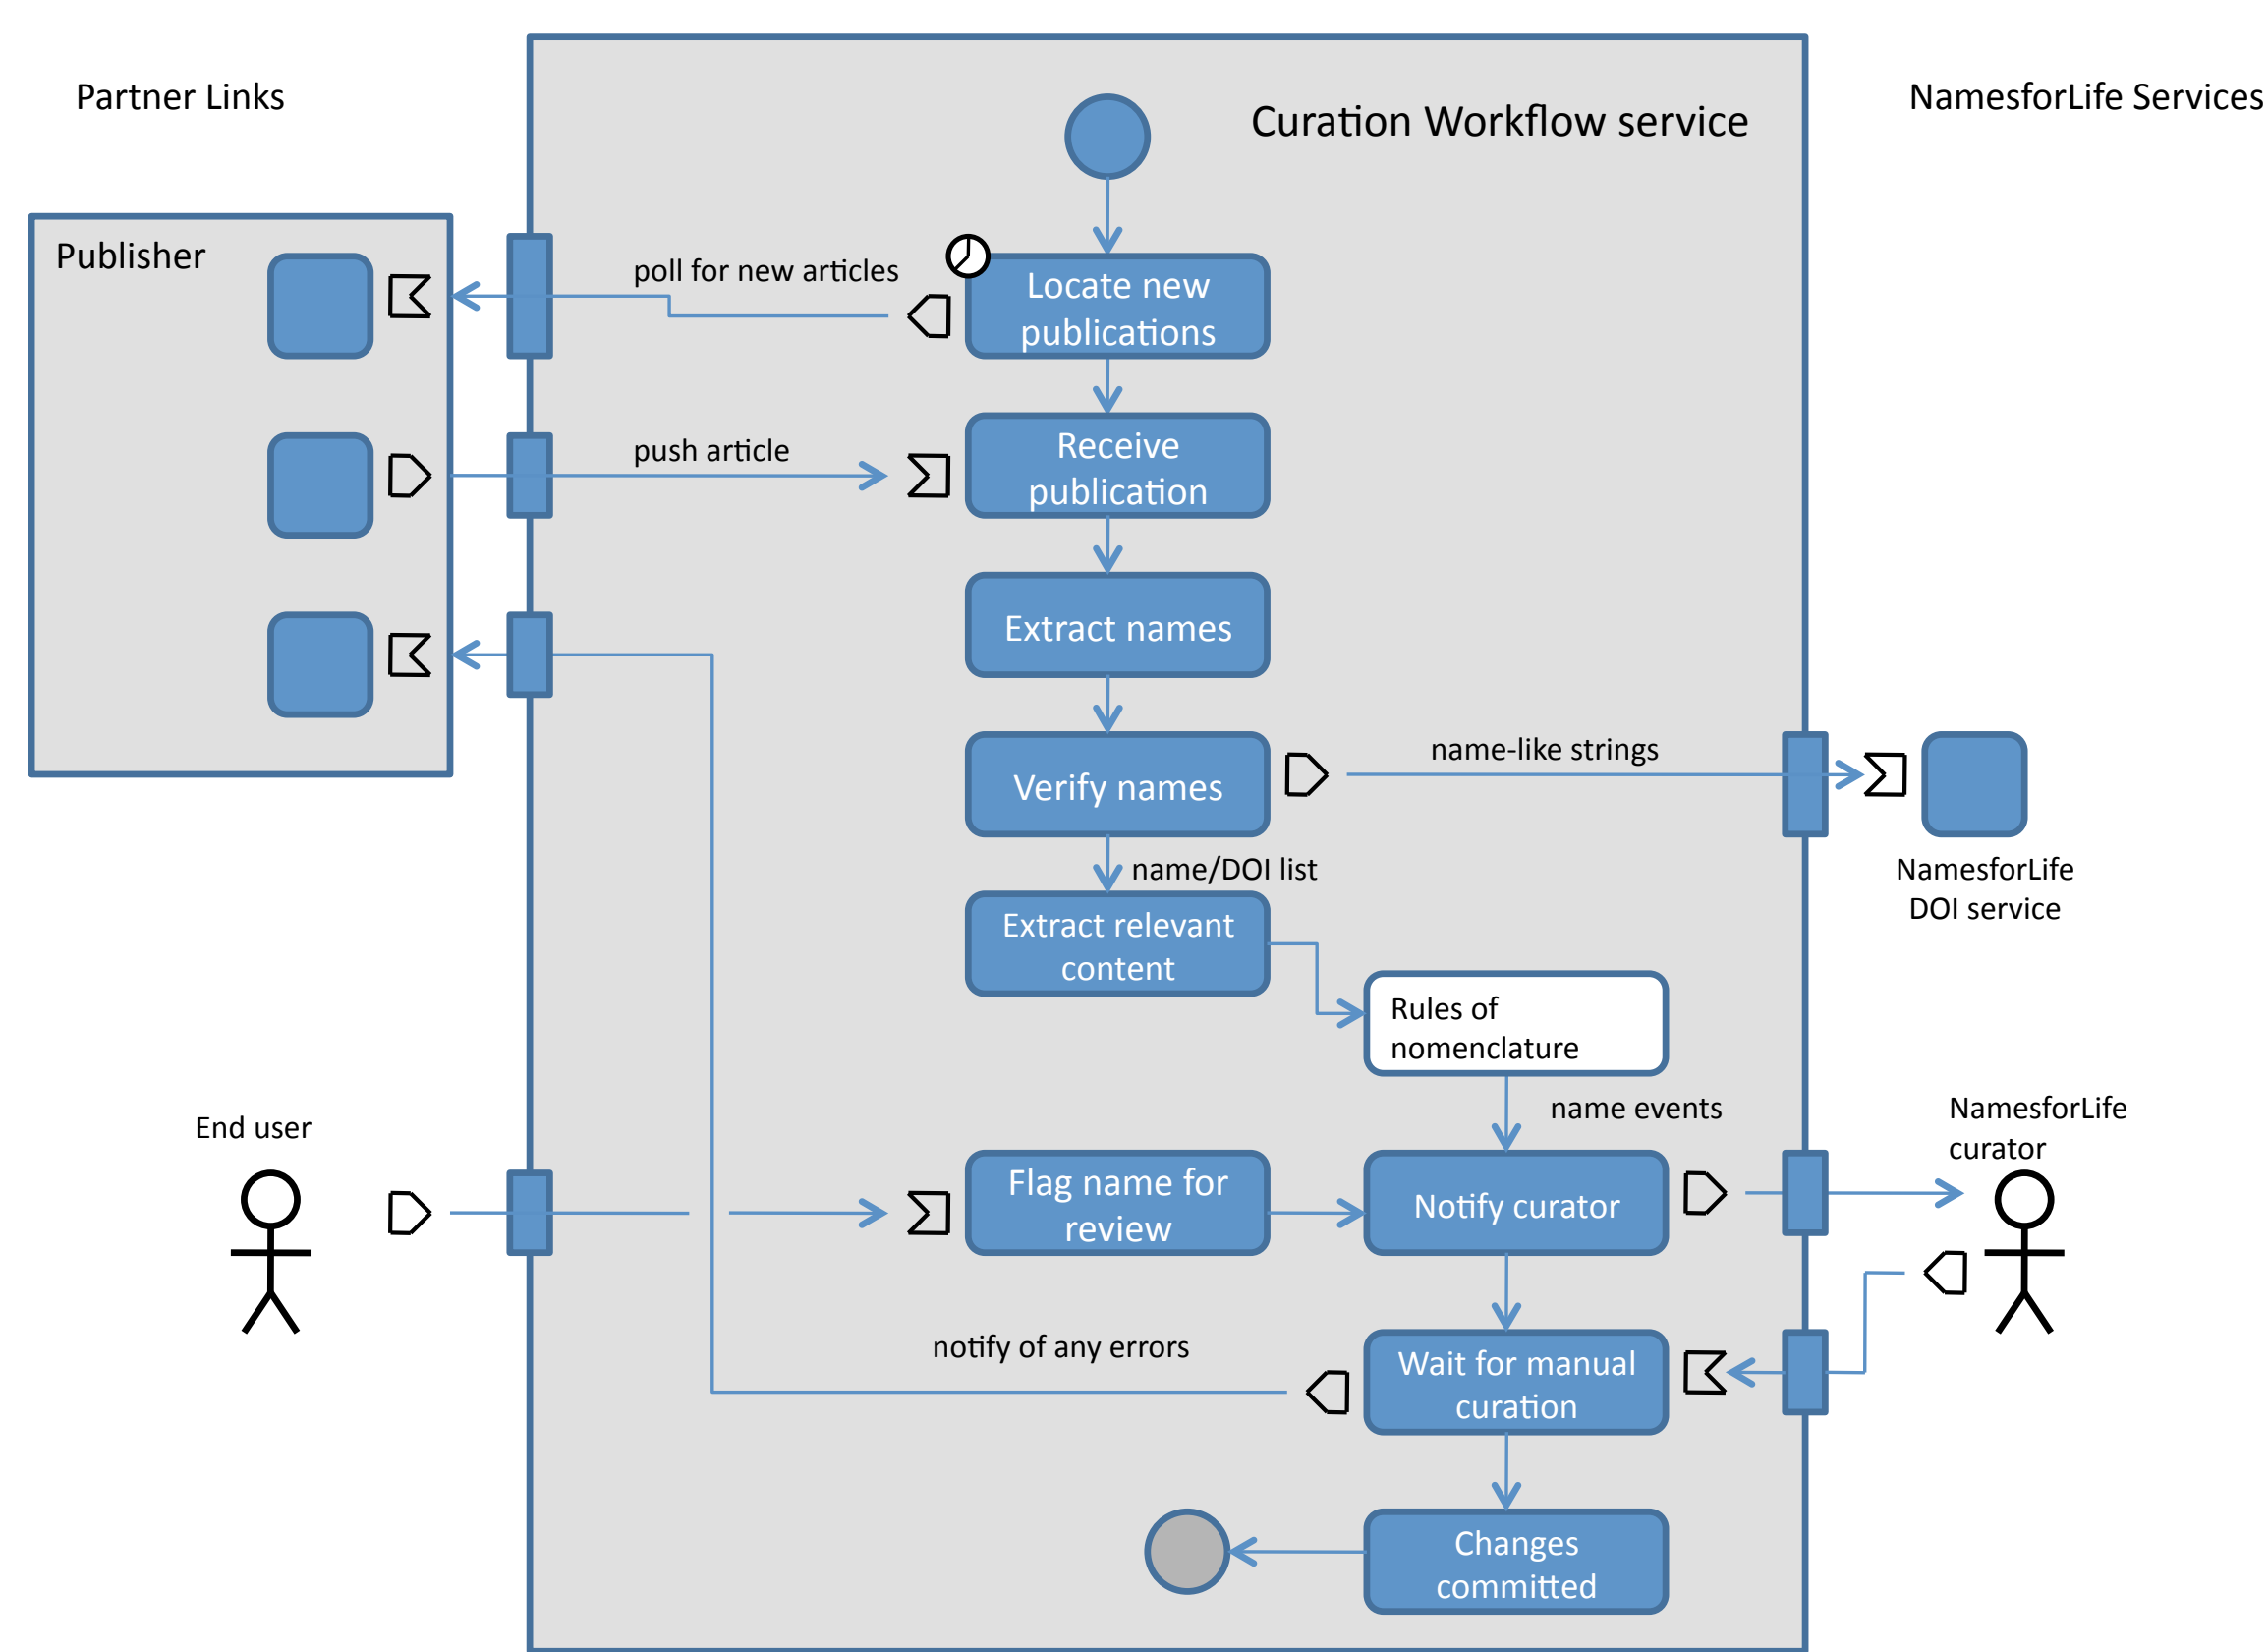 Partner Links
Curation Workflow service
NamesforLife Services
Publisher
poll for new articles
Locate new
publications
push article
Receive
publication
Extract names
Verify names
name-like strings
name/DOI list
NamesforLife
DOI service
Extract relevant
content
Rules of
nomenclature
name events
End user
NamesforLife
curator
Flag name for
review
Notify curator
notify of any errors
Wait for manual
curation
Changes
committed